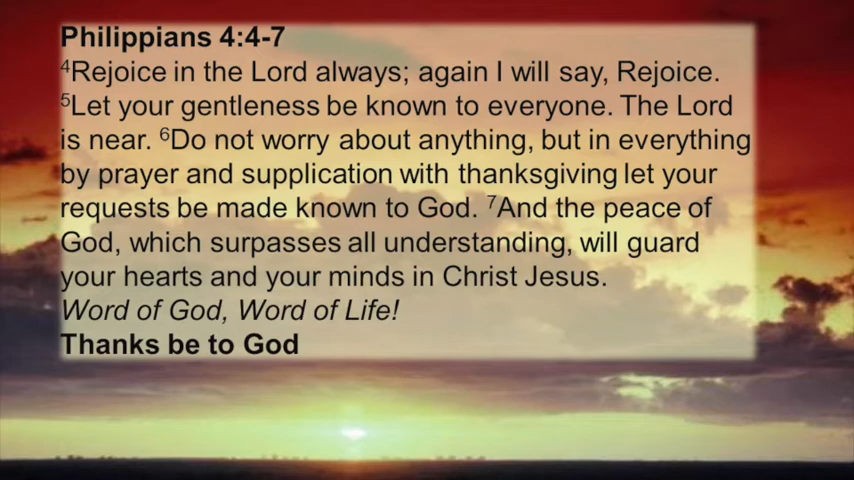 Philippians 4:4-7
⁴Rejoice in the Lord always; again I will say, Rejoice.
⁵Let your gentleness be known to everyone. The Lord
is near. ⁶Do not worry about anything, but in everything
by prayer and supplication with thanksgiving let your
requests be made known to God. ⁷And the peace of
God, which surpasses all understanding, will guard
your hearts and your minds in Christ Jesus.
Word of God, Word of Life!
Thanks be to God